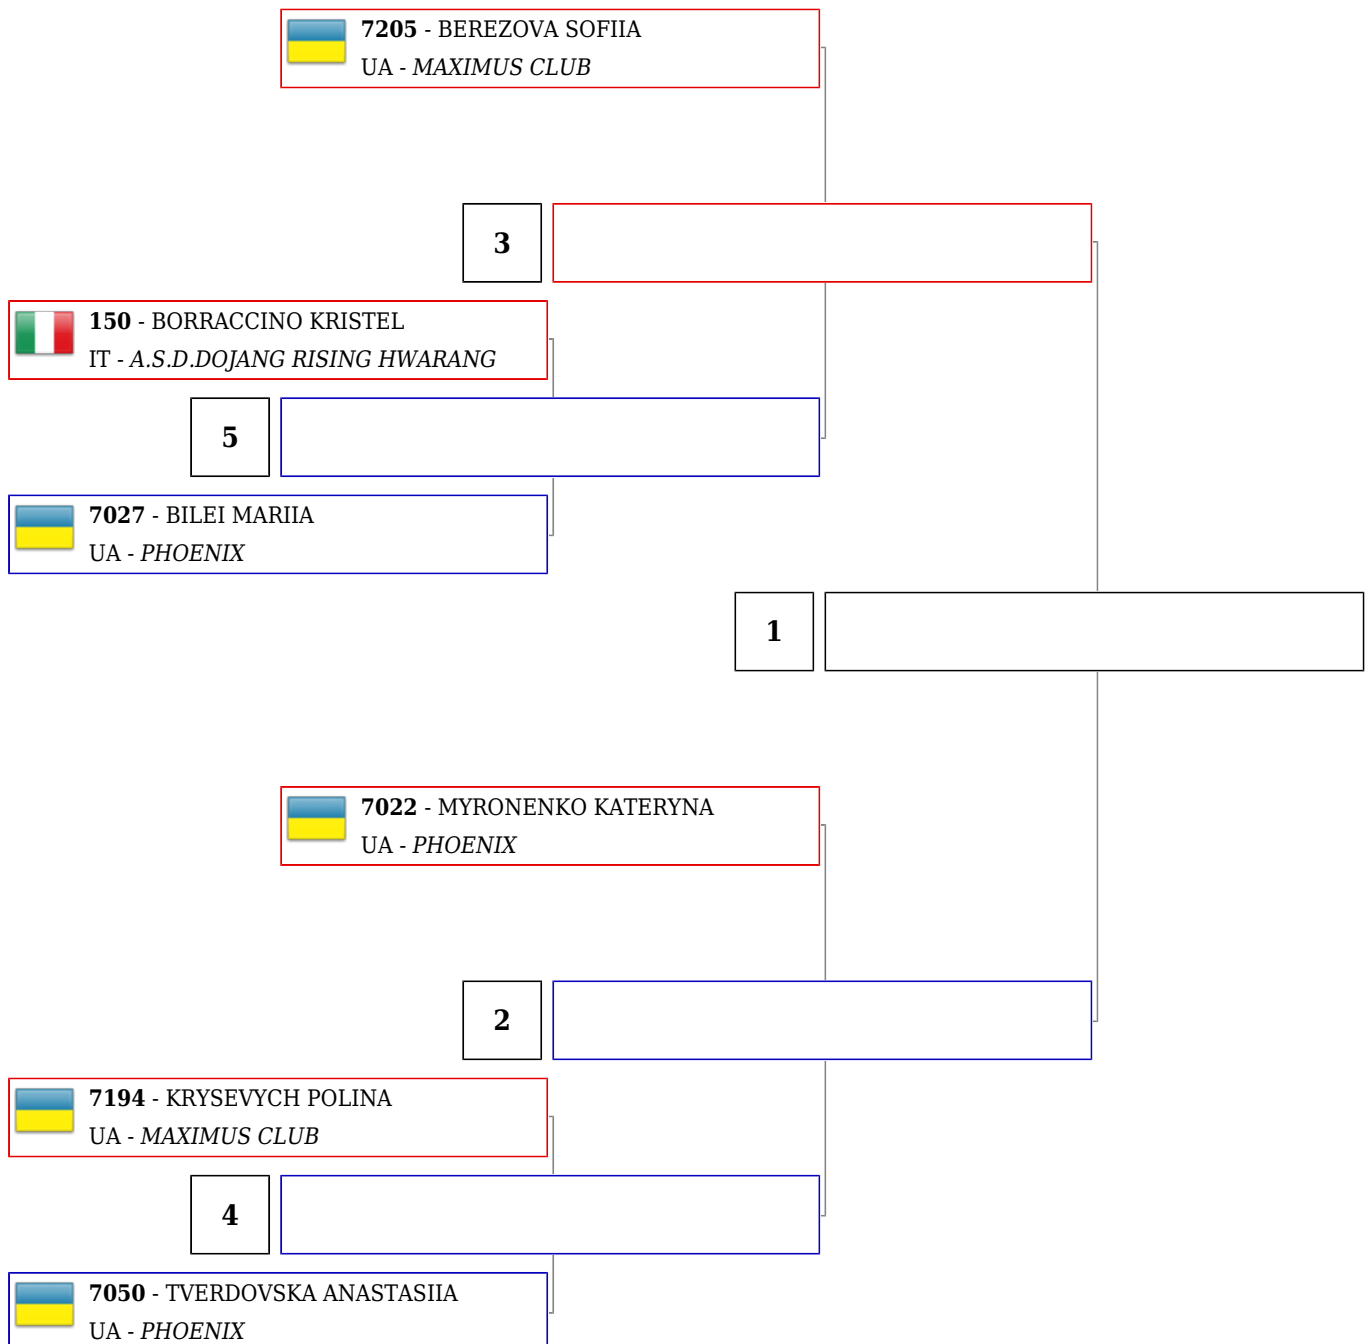 7205 - BEREZOVA SOFIIA
UA - MAXIMUS CLUB
3
150 - BORRACCINO KRISTEL
IT - A.S.D.DOJANG RISING HWARANG
5
7027 - BILEI MARIIA
UA - PHOENIX
1
7022 - MYRONENKO KATERYNA
UA - PHOENIX
2
7194 - KRYSEVYCH POLINA
UA - MAXIMUS CLUB
4
7050 - TVERDOVSKA ANASTASIIA
UA - PHOENIX